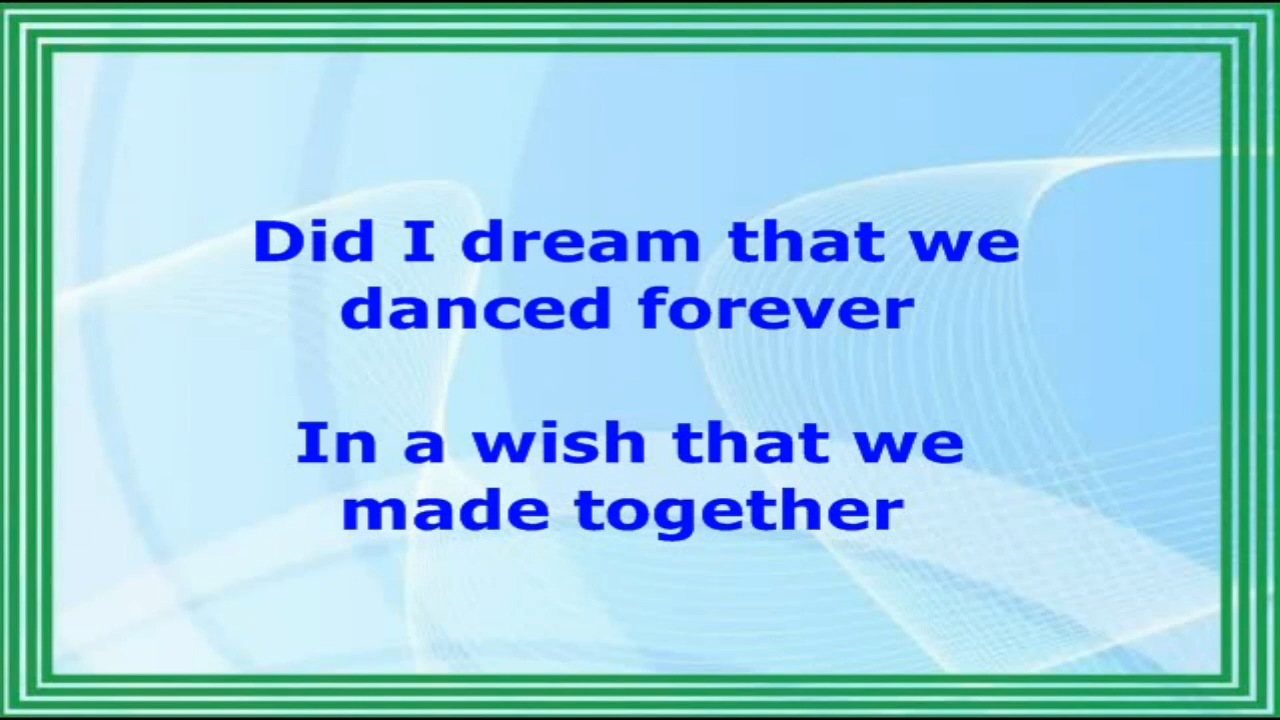 Did I dream that we
danced forever
In a wish that we
made together